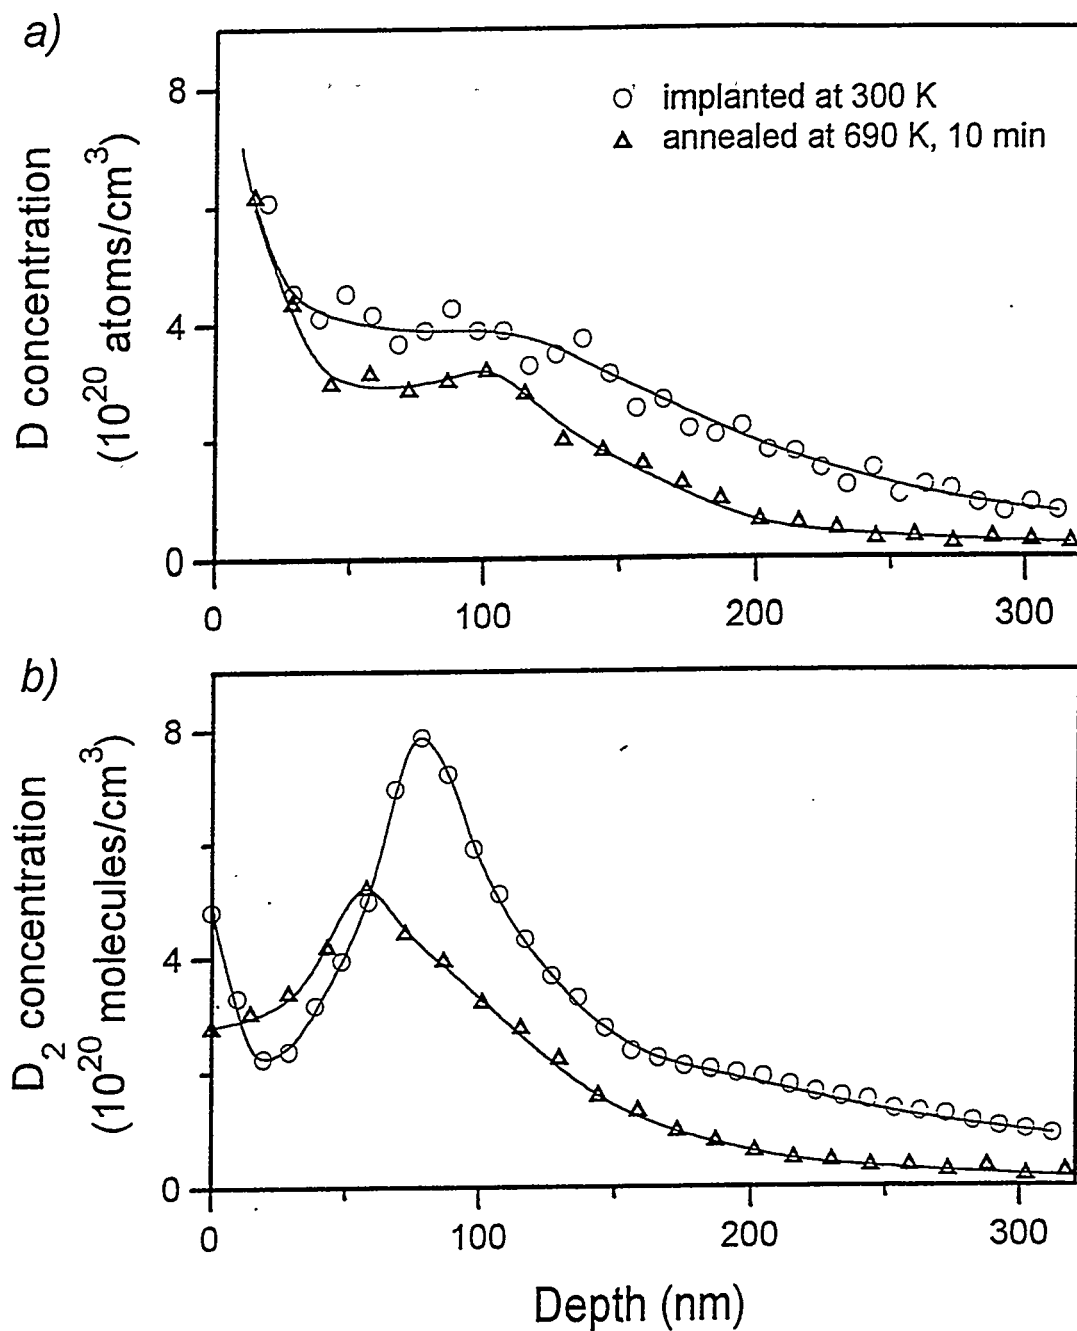 a)
D concentration
(10^20 atoms/cm^3)
8
4
0
implanted at 300 K
annealed at 690 K, 10 min
0 100 200 300
b)
D_2 concentration
(10^20 molecules/cm^3)
8
4
0
0 100 200 300
Depth (nm)